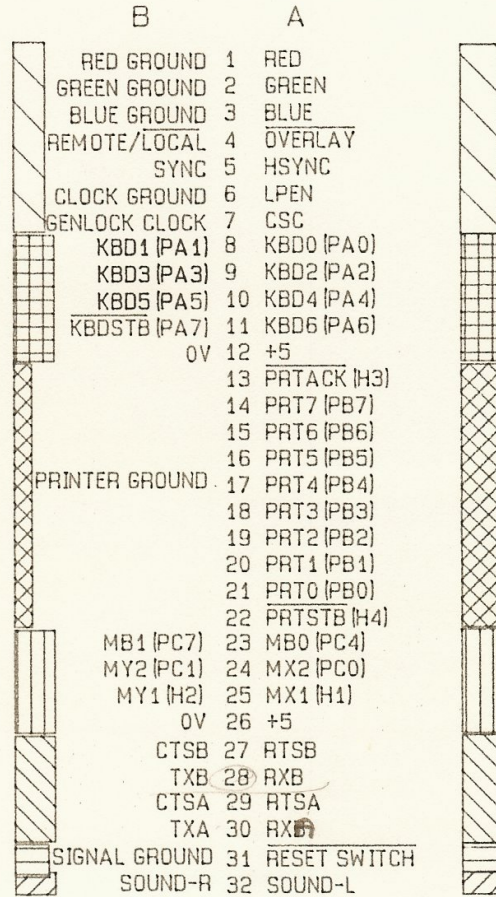 B A
RED GROUND 1 RED
GREEN GROUND 2 GREEN
BLUE GROUND 3 BLUE
REMOTE/LOCAL 4 OVERLAY
SYNC 5 HSYNC
CLOCK GROUND 6 LPEN
GENLOCK CLOCK 7 CSC
KBD1 (PA1) 8 KBD0 (PA0)
KBD3 (PA3) 9 KBD2 (PA2)
KBD5 (PA5) 10 KBD4 (PA4)
KBDSTB (PA7) 11 KBD6 (PA6)
0V 12 +5
13 PRTACK (H3)
14 PRT7 (PB7)
15 PRT6 (PB6)
16 PRT5 (PB5)
PRINTER GROUND 17 PRT4 (PB4)
18 PRT3 (PB3)
19 PRT2 (PB2)
20 PRT1 (PB1)
21 PRT0 (PB0)
22 PRTSTB (H4)
MB1 (PC7) 23 MB0 (PC4)
MY2 (PC1) 24 MX2 (PC0)
MY1 (H2) 25 MX1 (H1)
0V 26 +5
CTSB 27 RTSB
TXB 28 RXB
CTSA 29 RTSA
TXA 30 RXA
SIGNAL GROUND 31 RESET SWITCH
SOUND-R 32 SOUND-L